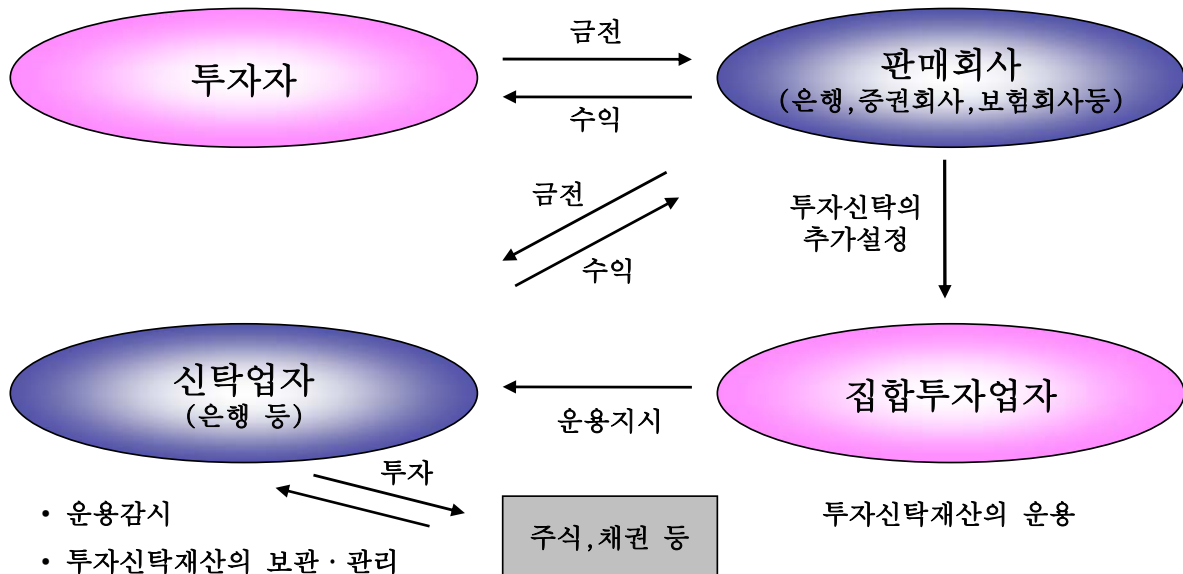 금전
투자자
판매회사
(은행,증권회사,보험회사등)
수익
금전
투자신탁의
추가설정
수익
신탁업자
(은행 등)
집합투자업자
운용지시
투자
• 운용감시
주식,채권 등
투자신탁재산의 운용
• 투자신탁재산의 보관·관리